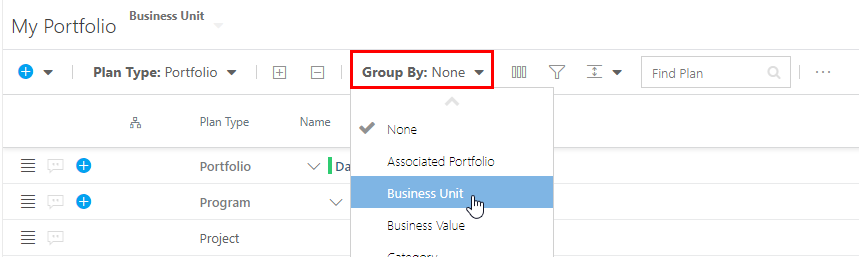 Business Unit
My Portfolio
Plan Type: Portfolio
Group By: None
Find Plan
Plan Type
Name
None
Associated Portfolio
Business Unit
Business Value
Category
Portfolio
Da
Program
Project